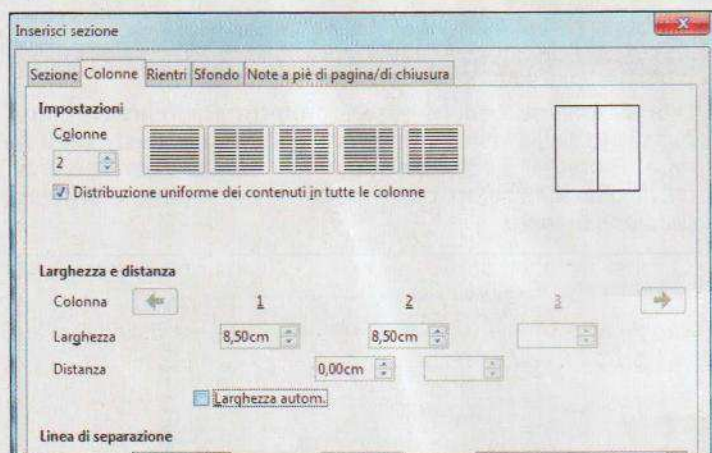 Inserisci sezione
Sezione Colonne Rientri Sfondo Note a piè di pagina/di chiusura
Impostazioni
Colonne
2
Distribuzione uniforme dei contenuti in tutte le colonne
Larghezza e distanza
Colonna 1 2 3
Larghezza 8,50cm 8,50cm
Distanza 0,00cm
Larghezza autom.
Linea di separazione